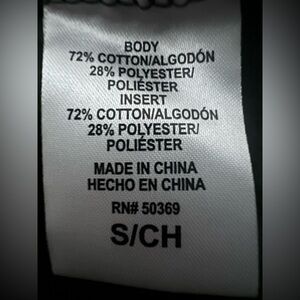 BODY
72% COTTON/ALGODÓN
28% POLYESTER/
POLIÉSTER
INSERT
72% COTTON/ALGODÓN
28% POLYESTER/
POLIÉSTER
MADE IN CHINA
HECHO EN CHINA
RN# 50369
S/CH